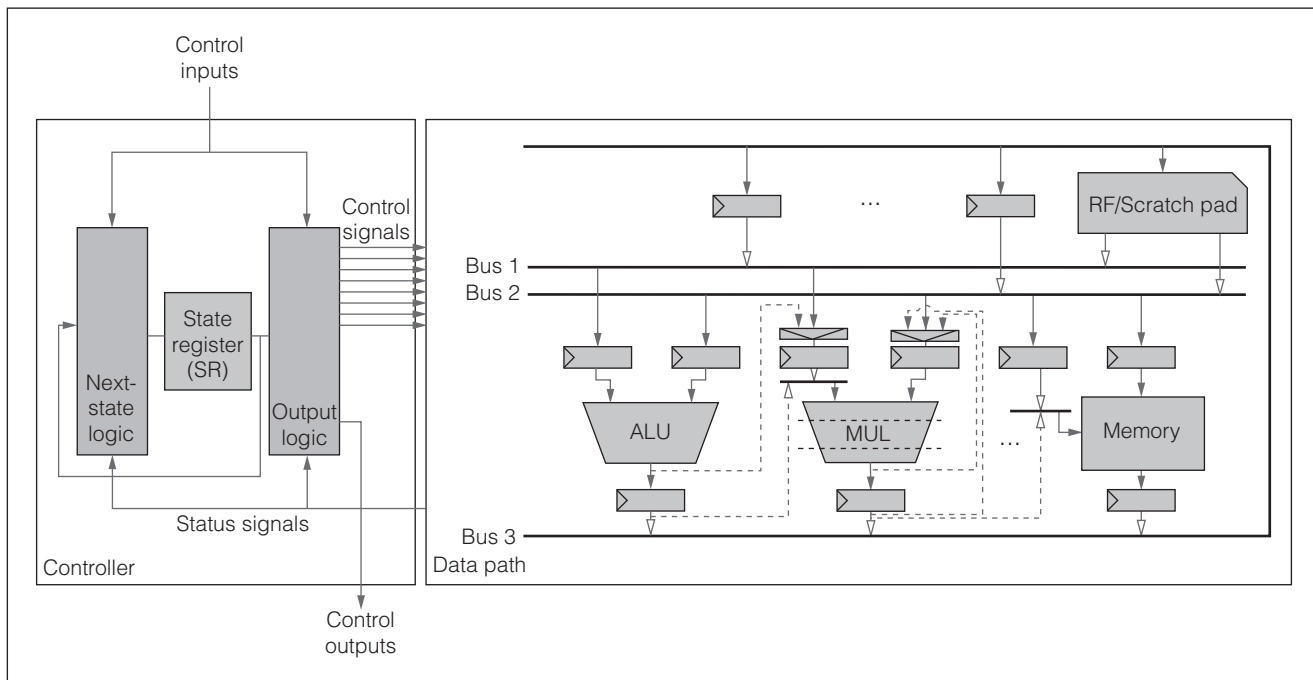 Control
inputs
Control
signals
RF/Scratch pad
...
Bus 1
Bus 2
State
register
(SR)
Next-
state
logic
Output
logic
ALU
MUL
...
Memory
Status signals
Bus 3
Controller
Data path
Control
outputs